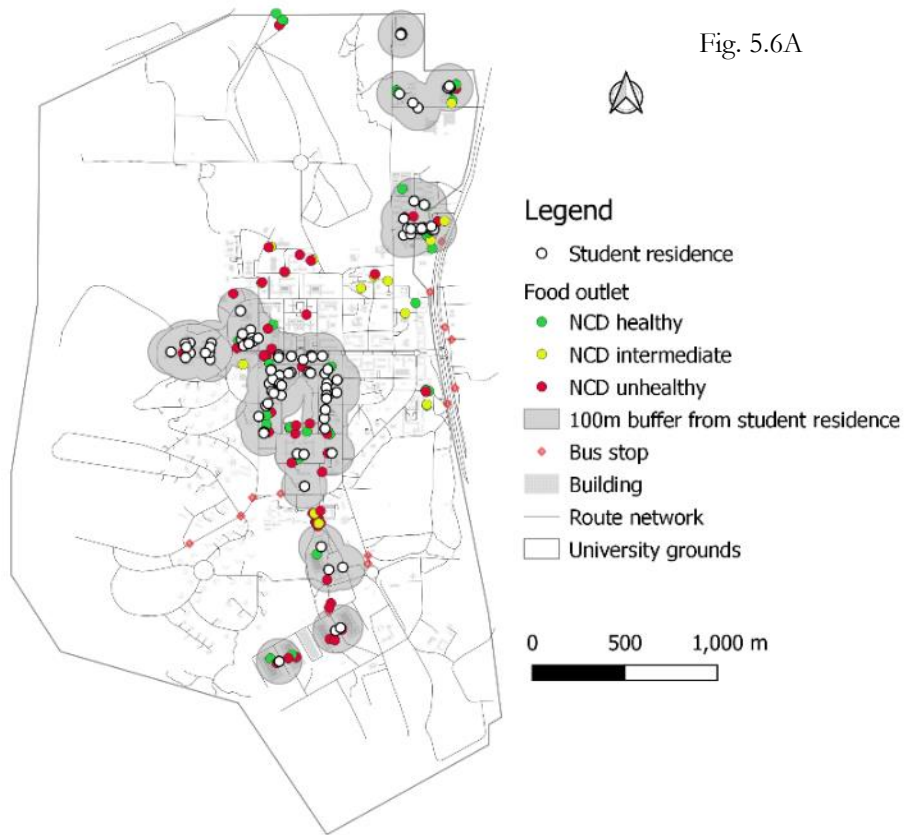 Fig. 5.6A
Legend
Student residence
Food outlet
NCD healthy
NCD intermediate
NCD unhealthy
100m buffer from student residence
Bus stop
Building
Route network
University grounds
0 500 1,000 m